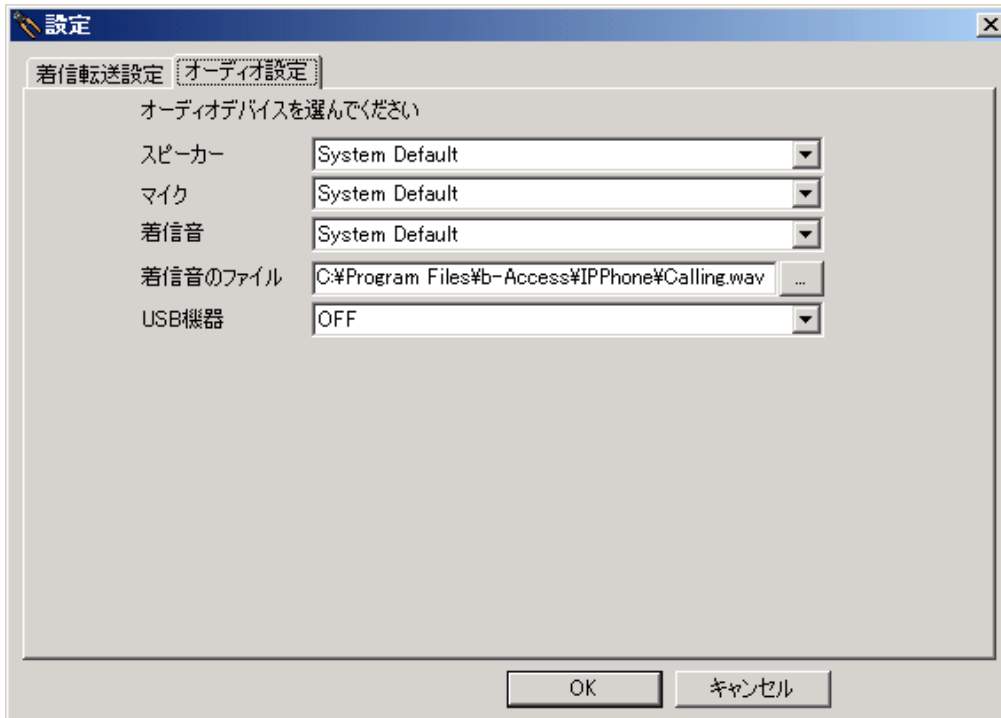 設定
着信転送設定 オーディオ設定
オーディオデバイスを選んでください
スピーカー System Default
マイク System Default
着信音 System Default
着信音のファイル C:¥Program Files¥b-Access¥IPPhone¥Calling.wav ...
USB機器 OFF
OK キャンセル